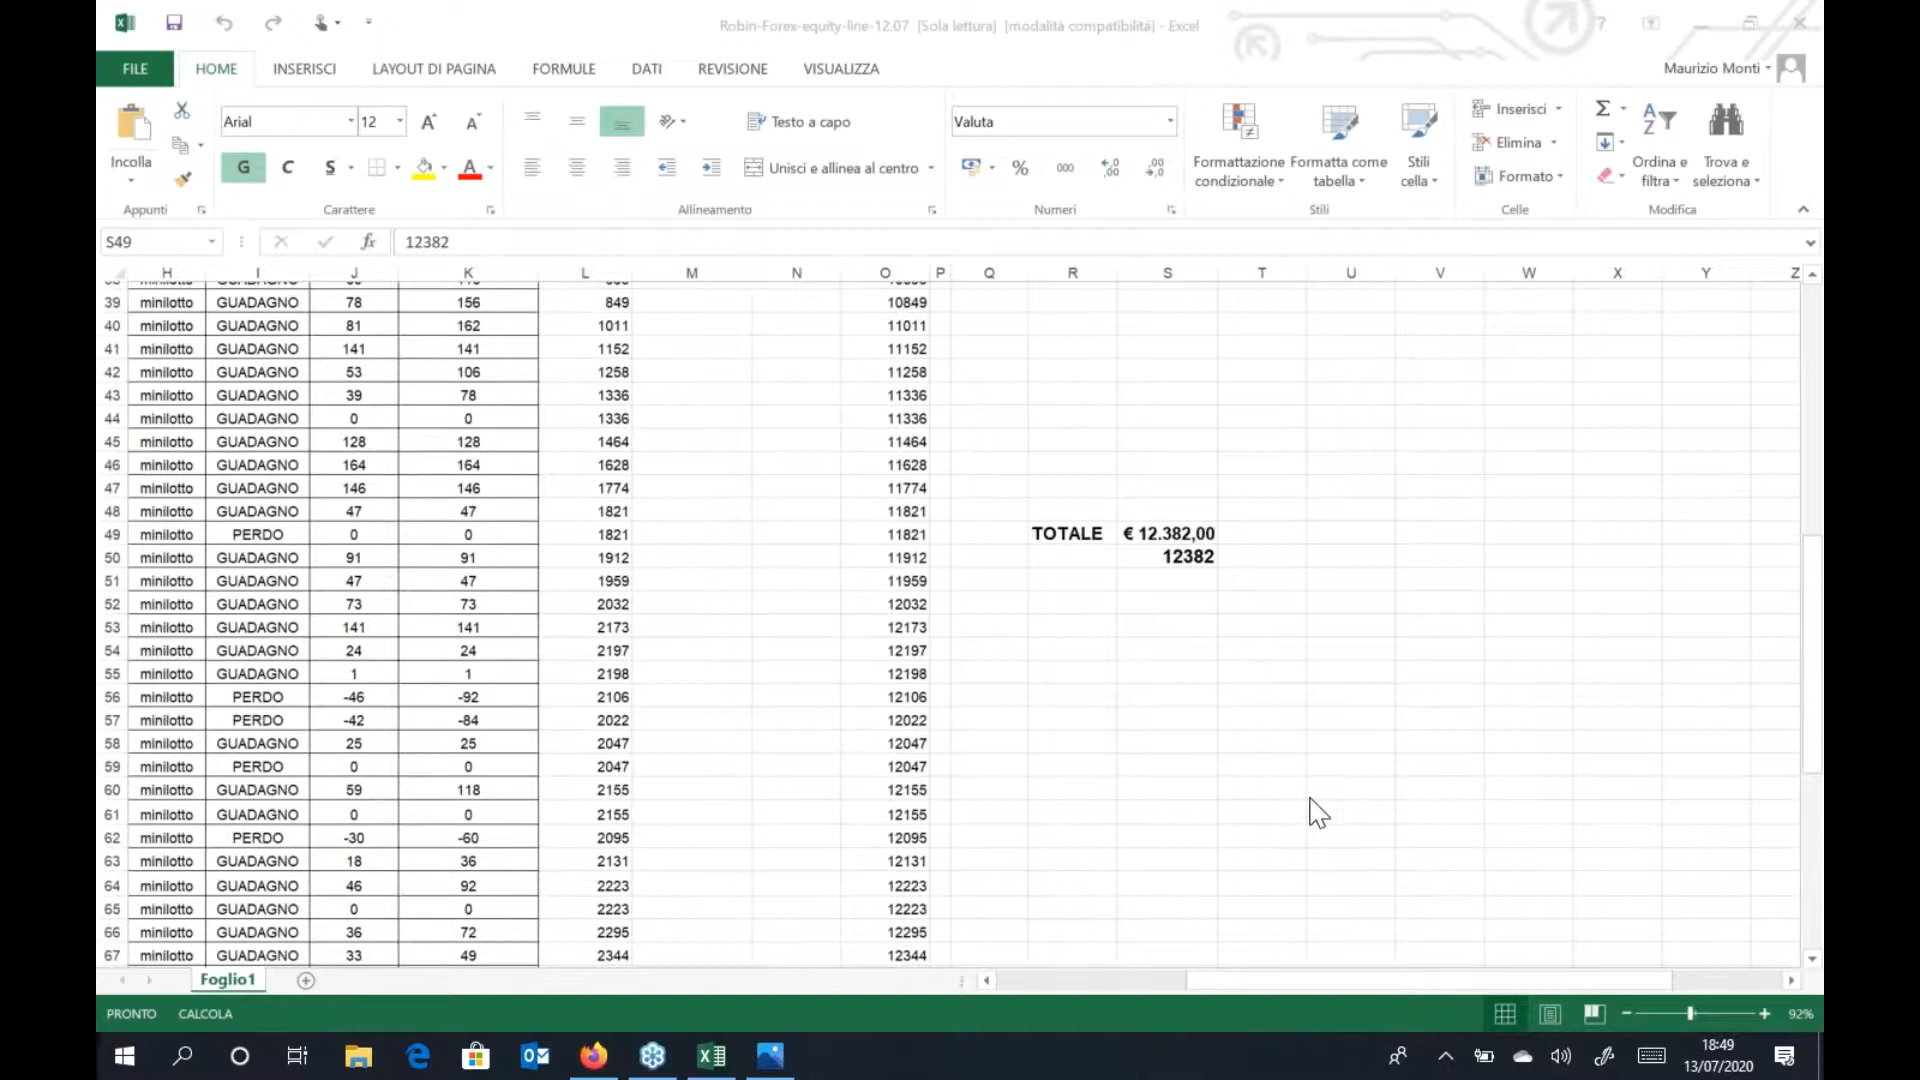 Robin-Forex-equity-line-12.07 [Sola lettura] [modalità compatibilità] - Excel
FILE HOME INSERISCI LAYOUT DI PAGINA FORMULE DATI REVISIONE VISUALIZZA Maurizio Monti
Arial 12 Testo a capo Valuta Inserisci
Elimina
Incolla G C S A Unisci e allinea al centro % 000 Formattazione condizionale Formatta come tabella Stili cella Formato Ordina e filtra Trova e seleziona
Appunti Carattere Allineamento Numeri Stili Celle Modifica
S49 fx 12382
H I J K L M N O P Q R S T U V W X Y Z
39 minilotto GUADAGNO 78 156 849 10849
40 minilotto GUADAGNO 81 162 1011 11011
41 minilotto GUADAGNO 141 141 1152 11152
42 minilotto GUADAGNO 53 106 1258 11258
43 minilotto GUADAGNO 39 78 1336 11336
44 minilotto GUADAGNO 0 0 1336 11336
45 minilotto GUADAGNO 128 128 1464 11464
46 minilotto GUADAGNO 164 164 1628 11628
47 minilotto GUADAGNO 146 146 1774 11774
48 minilotto GUADAGNO 47 47 1821 11821
49 minilotto PERDO 0 0 1821 11821 TOTALE € 12.382,00
50 minilotto GUADAGNO 91 91 1912 11912 12382
51 minilotto GUADAGNO 47 47 1959 11959
52 minilotto GUADAGNO 73 73 2032 12032
53 minilotto GUADAGNO 141 141 2173 12173
54 minilotto GUADAGNO 24 24 2197 12197
55 minilotto GUADAGNO 1 1 2198 12198
56 minilotto PERDO -46 -92 2106 12106
57 minilotto PERDO -42 -84 2022 12022
58 minilotto GUADAGNO 25 25 2047 12047
59 minilotto PERDO 0 0 2047 12047
60 minilotto GUADAGNO 59 118 2155 12155
61 minilotto GUADAGNO 0 0 2155 12155
62 minilotto PERDO -30 -60 2095 12095
63 minilotto GUADAGNO 18 36 2131 12131
64 minilotto GUADAGNO 46 92 2223 12223
65 minilotto GUADAGNO 0 0 2223 12223
66 minilotto GUADAGNO 36 72 2295 12295
67 minilotto GUADAGNO 33 49 2344 12344
Foglio1
PRONTO CALCOLA 92%
18:49
13/07/2020